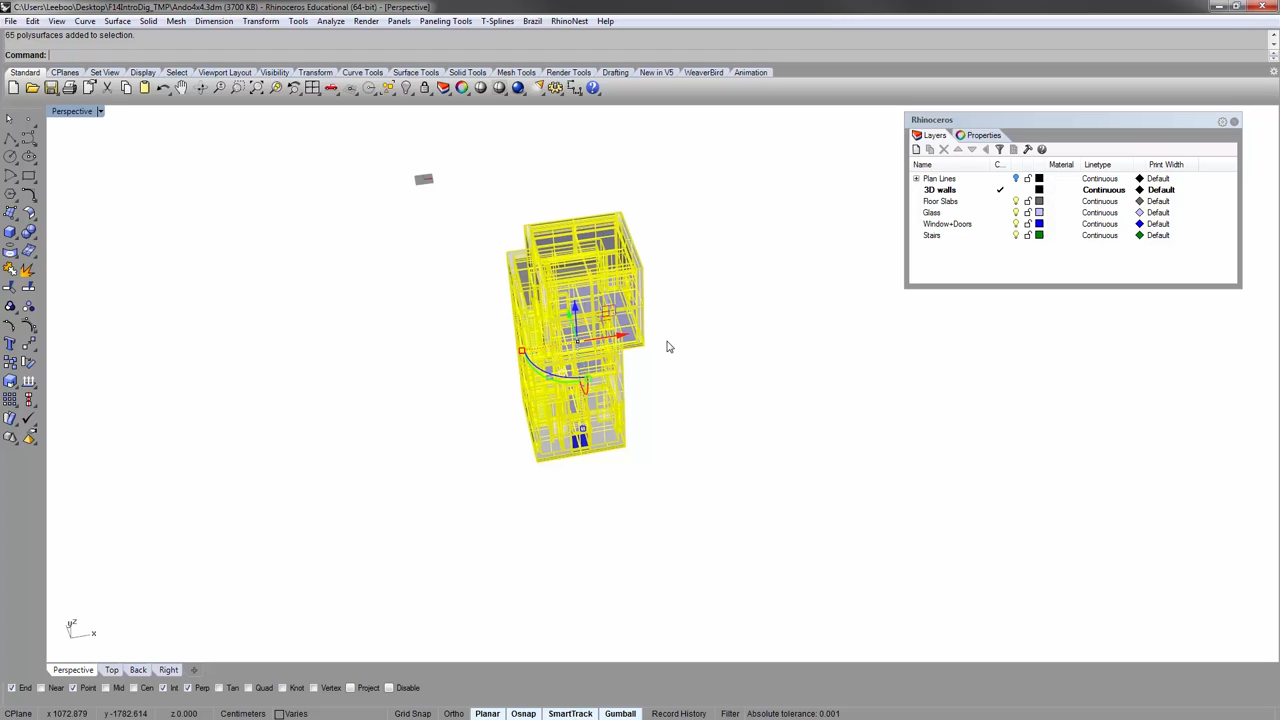 C:\Users\Leeboo\Desktop\F14IntroDig_TMP\Ando4x4.3dm (3700 KB) - Rhinoceros Educational (64-bit) - [Perspective]
File Edit View Curve Surface Solid Mesh Dimension Transform Tools Analyze Render Panels Paneling Tools T-Splines Brazil RhinoNest Help
65 polysurfaces added to selection.
Command:
Standard CPlanes Set View Display Select Viewport Layout Visibility Transform Curve Tools Surface Tools Solid Tools Mesh Tools Render Tools Drafting New in V5 WeaverBird Animation
Perspective
Rhinoceros
Layers Properties
Name C... Material Linetype Print Width
Plan Lines Continuous Default
3D walls Continuous Default
Floor Slabs Continuous Default
Glass Continuous Default
Window+Doors Continuous Default
Stairs Continuous Default
z
y
x
Perspective Top Back Right
End Near Point Mid Cen Int Perp Tan Quad Knot Vertex Project Disable
CPlane x 1072.879 y -1782.614 z 0.000 Centimeters Varies Grid Snap Ortho Planar Osnap SmartTrack Gumball Record History Filter Absolute tolerance: 0.001